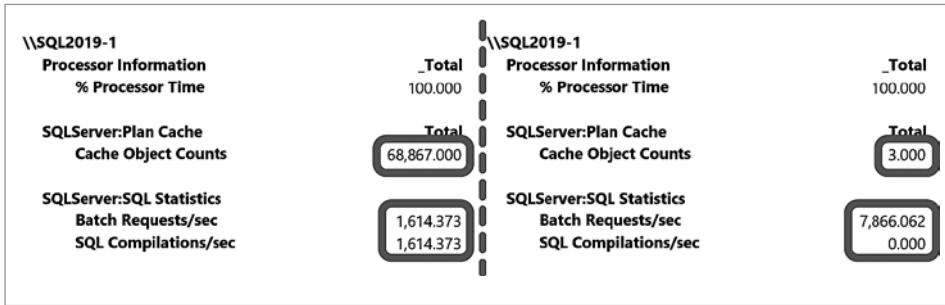 \\SQL2019-1
Processor Information _Total
% Processor Time 100.000
SQLServer:Plan Cache Total
Cache Object Counts 68,867.000
SQLServer:SQL Statistics
Batch Requests/sec 1,614.373
SQL Compilations/sec 1,614.373
\\SQL2019-1
Processor Information _Total
% Processor Time 100.000
SQLServer:Plan Cache Total
Cache Object Counts 3.000
SQLServer:SQL Statistics
Batch Requests/sec 7,866.062
SQL Compilations/sec 0.000